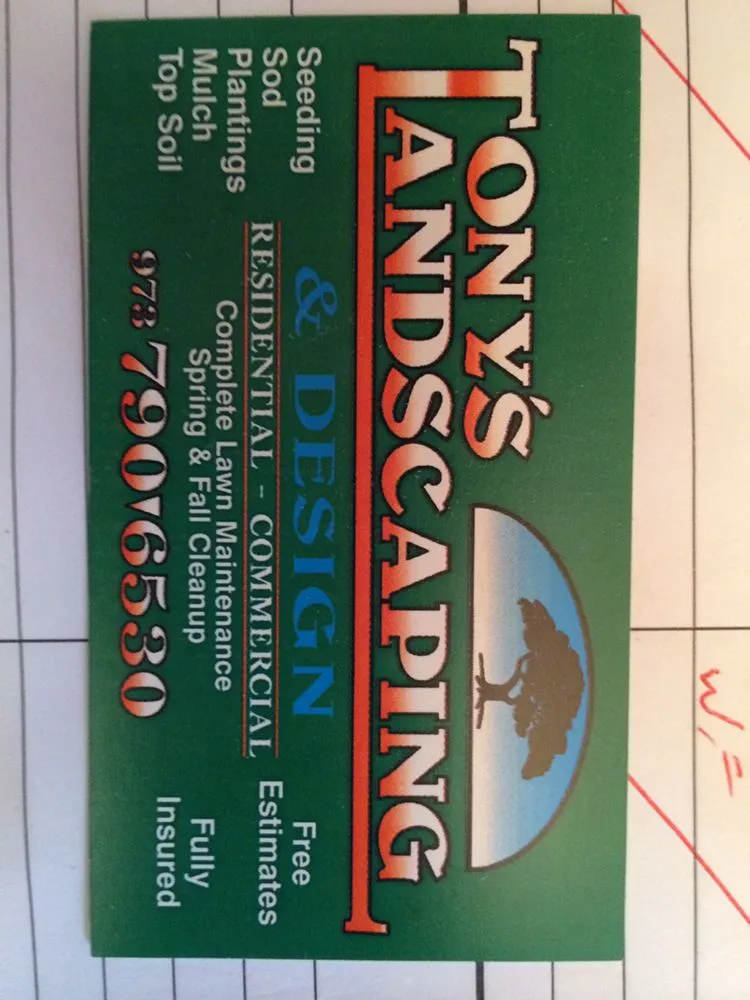 TONY'S
LANDSCAPING
& DESIGN
RESIDENTIAL - COMMERCIAL
Complete Lawn Maintenance
Spring & Fall Cleanup
973 790-6530
Seeding
Sod
Plantings
Mulch
Top Soil
Free
Estimates
Fully
Insured